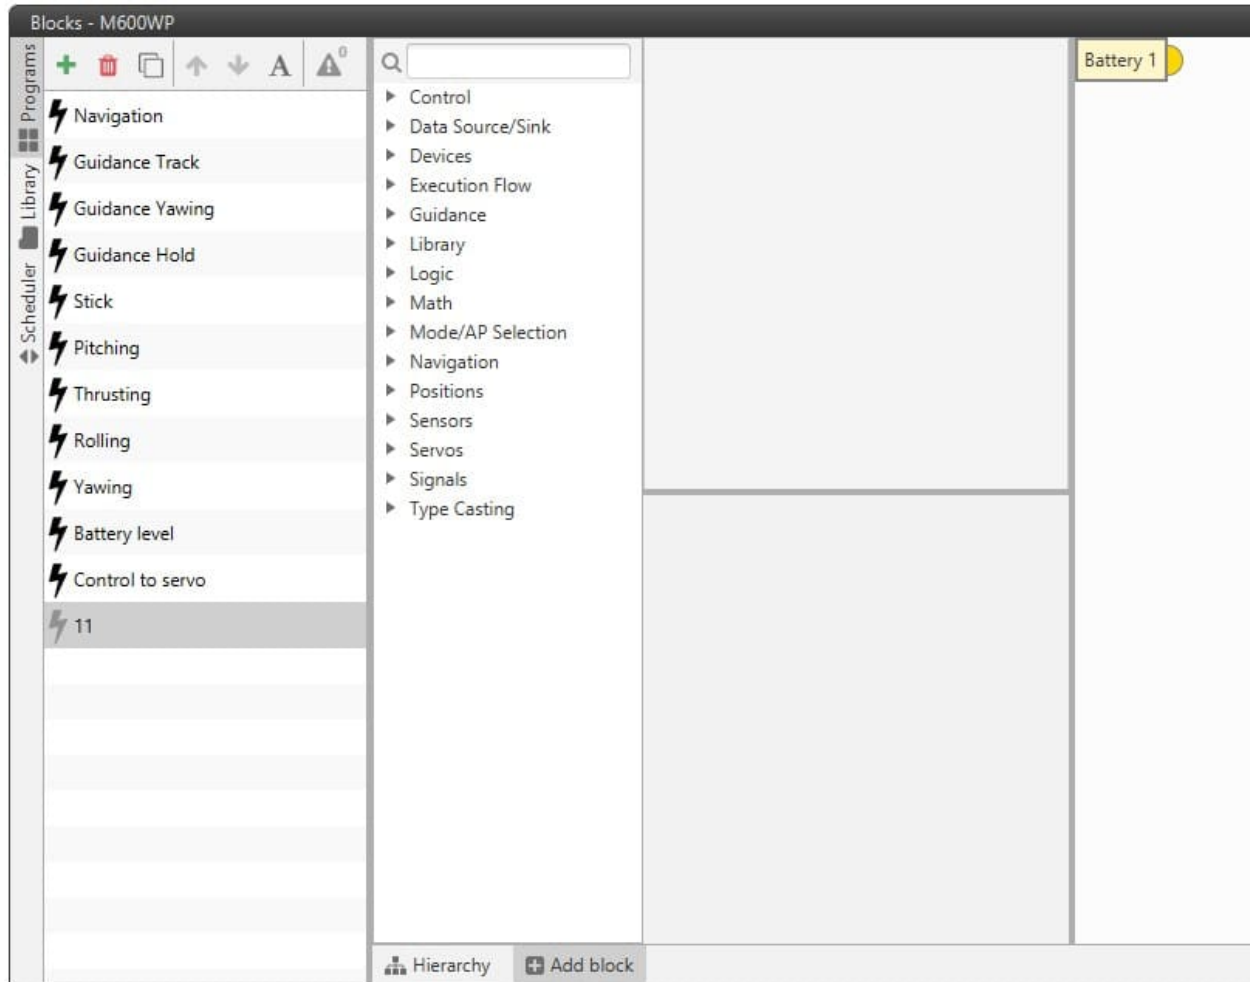 Blocks - M600WP
Programs
Library
Scheduler
A
0
Navigation
Guidance Track
Guidance Yawing
Guidance Hold
Stick
Pitching
Thrusting
Rolling
Yawing
Battery level
Control to servo
11
Control
Data Source/Sink
Devices
Execution Flow
Guidance
Library
Logic
Math
Mode/AP Selection
Navigation
Positions
Sensors
Servos
Signals
Type Casting
Hierarchy
Add block
Battery 1